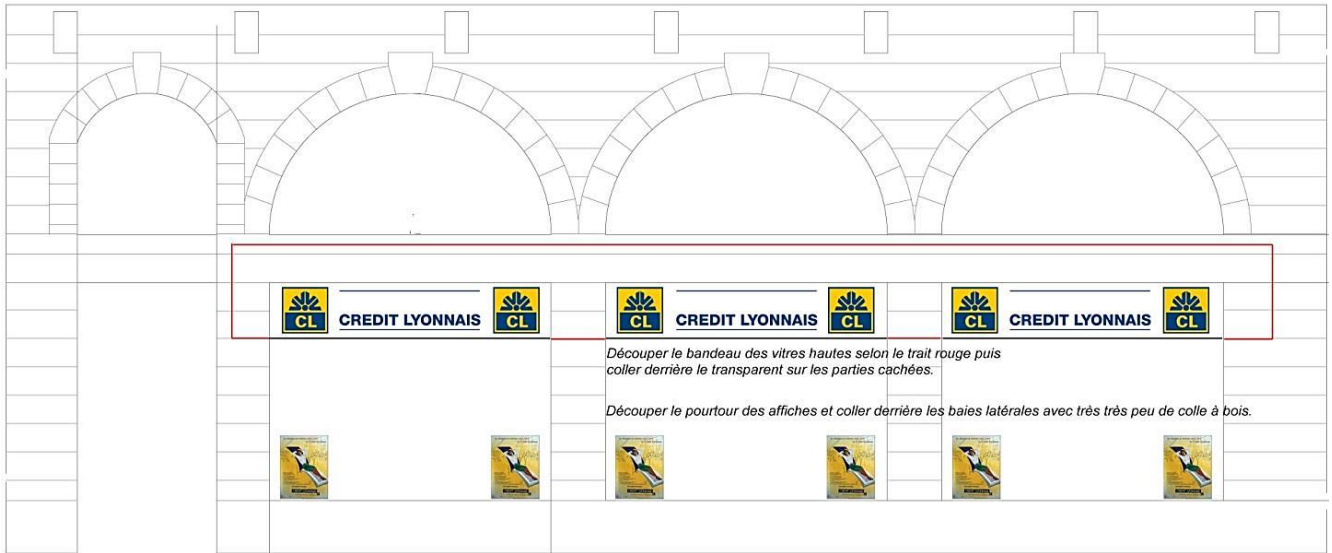 CL CREDIT LYONNAIS CL CL CREDIT LYONNAIS CL CL CREDIT LYONNAIS CL
Découper le bandeau des vitres hautes selon le trait rouge puis
coller derrière le transparent sur les parties cachées.
Découper le pourtour des affiches et coller derrière les baies latérales avec très très peu de colle à bois.